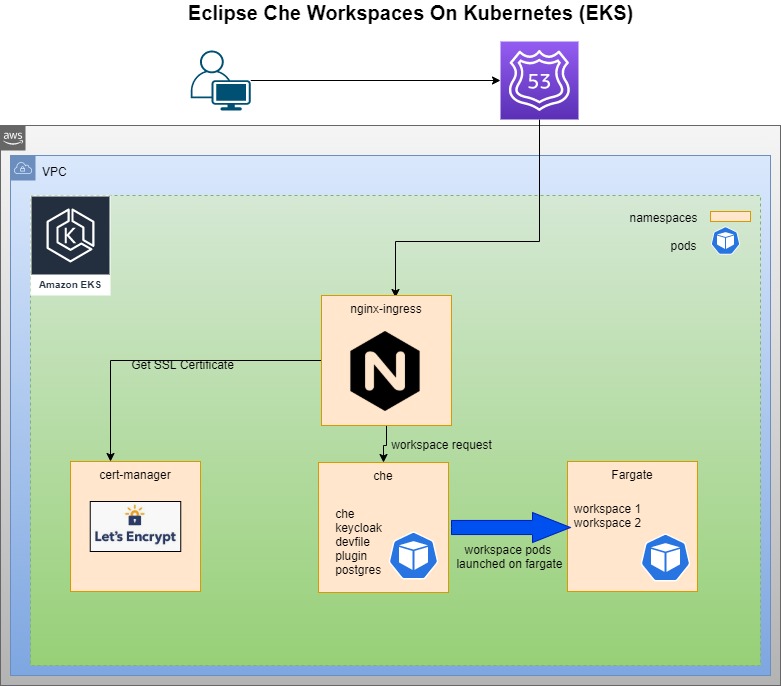 Eclipse Che Workspaces On Kubernetes (EKS)
53
aws
VPC
K
Amazon EKS
namespaces
pods
nginx-ingress
N
Get SSL Certificate
workspace request
cert-manager
Let's Encrypt
che
che
keycloak
devfile
plugin
postgres
workspace pods
launched on fargate
Fargate
workspace 1
workspace 2